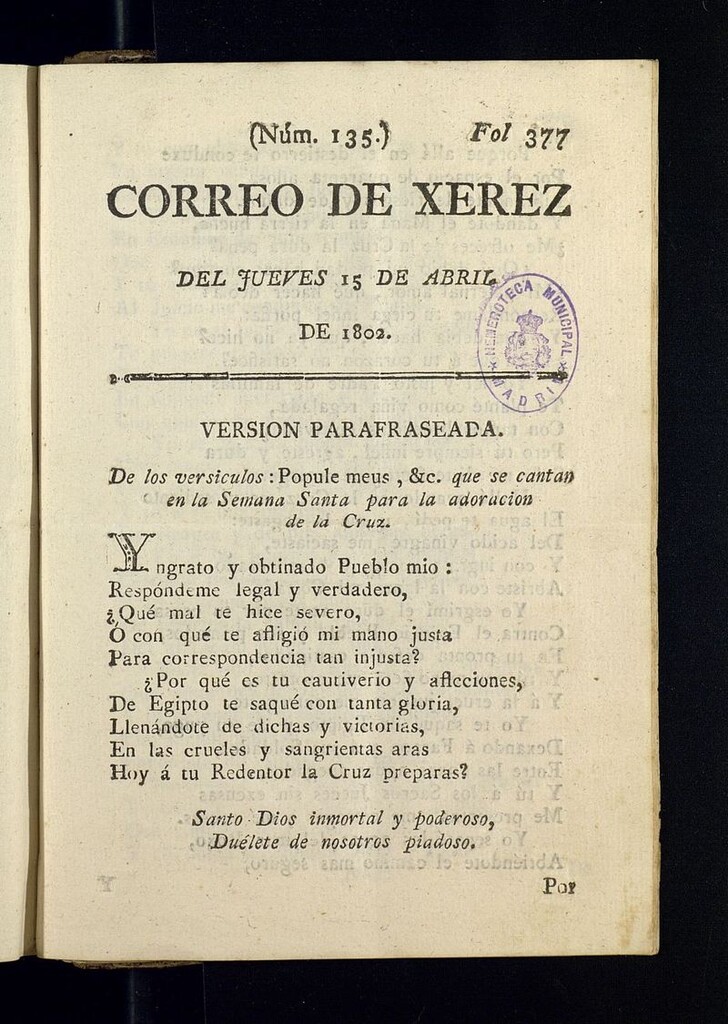 (Núm. 135.) Fol 377
CORREO DE XEREZ
DEL JUEVES 15 DE ABRIL
DE 1802.
HEMEROTECA MUNICIPAL
MADRID
VERSION PARAFRASEADA.
De los versiculos : Popule meus , &c. que se cantan
en la Semana Santa para la adoracion
de la Cruz.
Yngrato y obtinado Pueblo mio :
Respóndeme legal y verdadero,
¿Qué mal te hice severo,
O con qué te afligió mi mano justa
Para correspondencia tan injusta?
¿Por qué es tu cautiverio y aflcciones,
De Egipto te saqué con tanta gloria,
Llenándote de dichas y victorias,
En las crueles y sangrientas aras
Hoy á tu Redentor la Cruz preparas?
Santo Dios inmortal y poderoso,
Duélete de nosotros piadoso.
Por